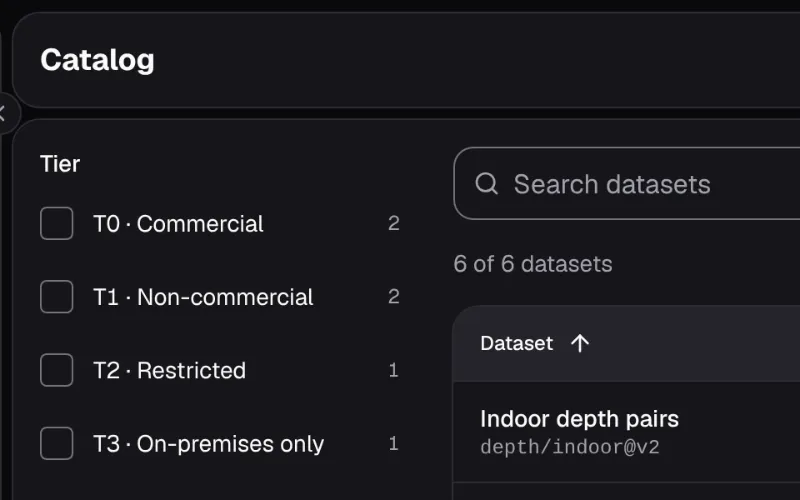 Catalog
Tier
T0 · Commercial 2
T1 · Non-commercial 2
T2 · Restricted 1
T3 · On-premises only 1
Search datasets
6 of 6 datasets
Dataset ↑
Indoor depth pairs
depth/indoor@v2